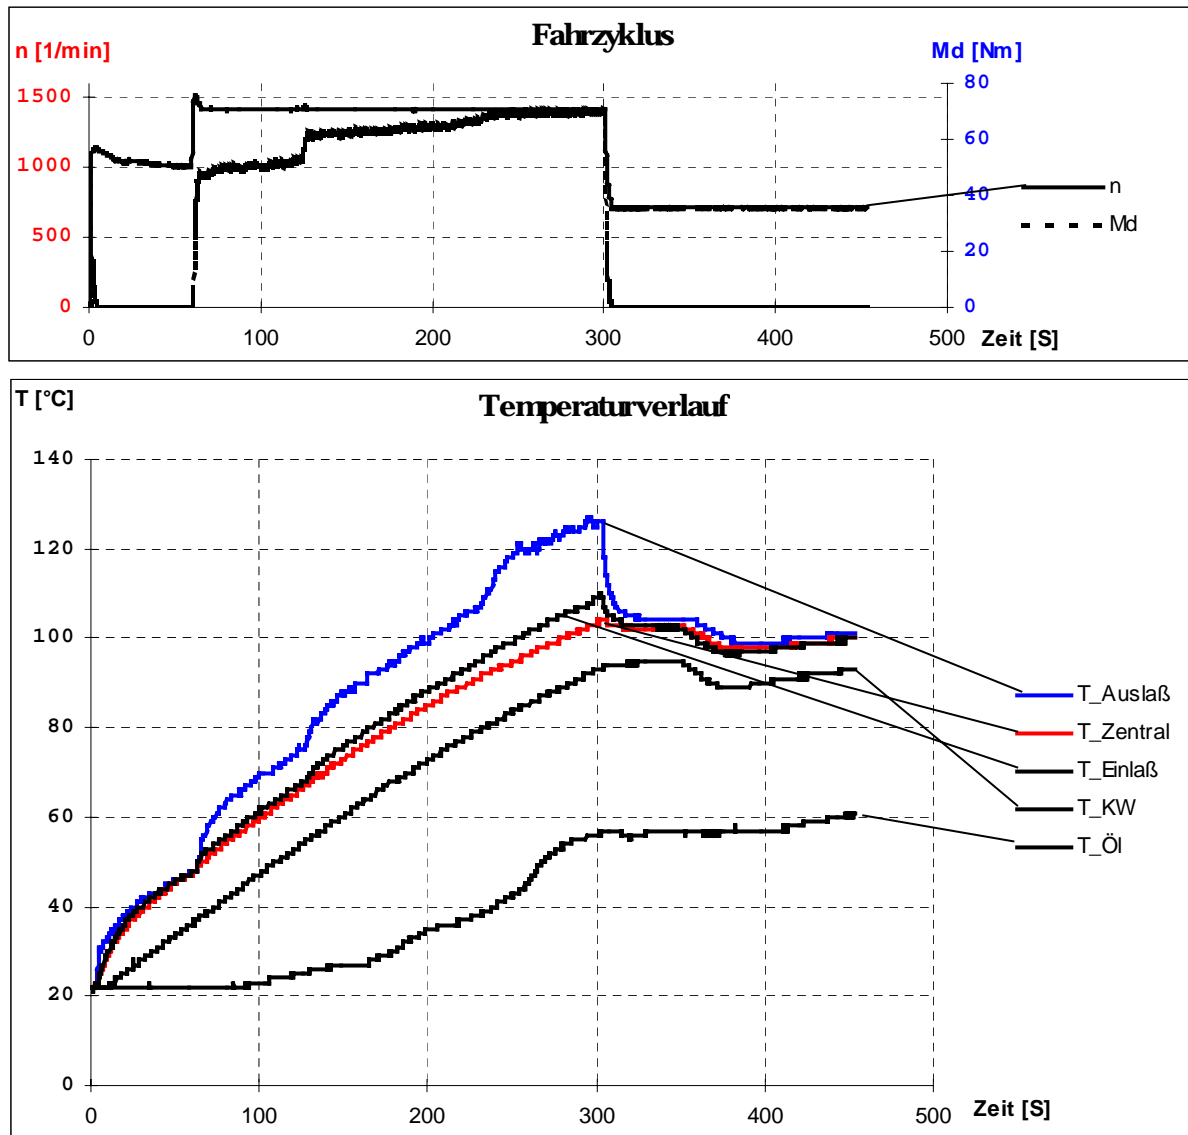 Fahrzyklus
n [1/min]
Md [Nm]
1500
1000
500
0
80
60
40
20
0
n
Md
0 100 200 300 400 500 Zeit [S]
T [°C]
Temperaturverlauf
140
120
100
80
60
40
20
0
T_Auslaß
T_Zentral
T_Einlaß
T_KW
T_Öl
0 100 200 300 400 500 Zeit [S]